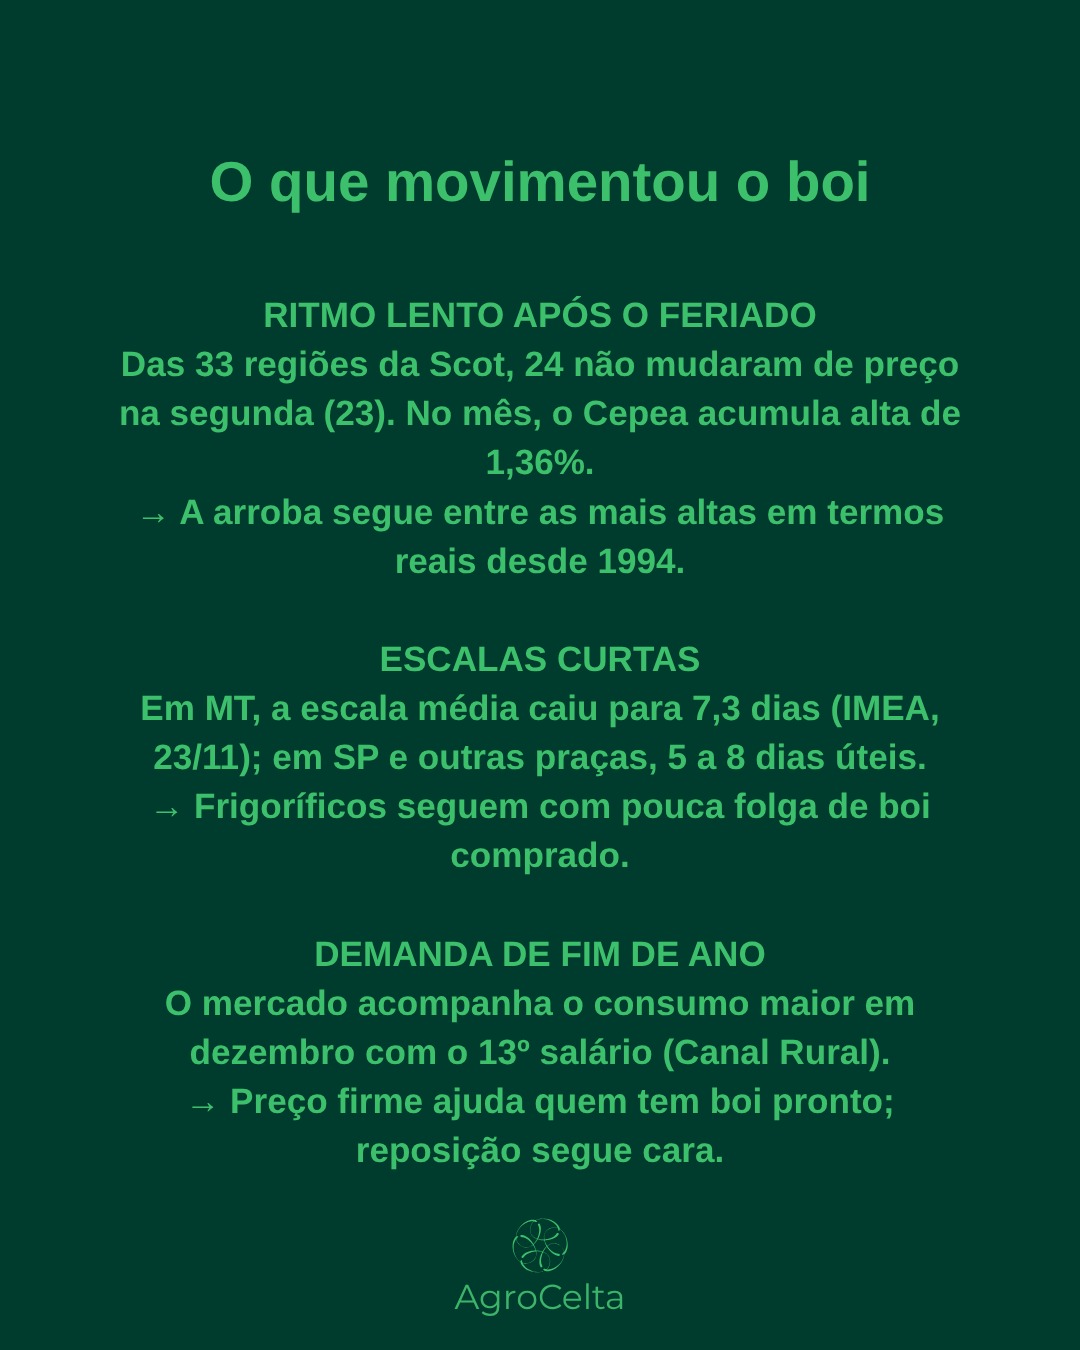 O que movimentou o boi
RITMO LENTO APÓS O FERIADO
Das 33 regiões da Scot, 24 não mudaram de preço
na segunda (23). No mês, o Cepea acumula alta de
1,36%.
→ A arroba segue entre as mais altas em termos
reais desde 1994.
ESCALAS CURTAS
Em MT, a escala média caiu para 7,3 dias (IMEA,
23/11); em SP e outras praças, 5 a 8 dias úteis.
→ Frigoríficos seguem com pouca folga de boi
comprado.
DEMANDA DE FIM DE ANO
O mercado acompanha o consumo maior em
dezembro com o 13º salário (Canal Rural).
→ Preço firme ajuda quem tem boi pronto;
reposição segue cara.
AgroCelta